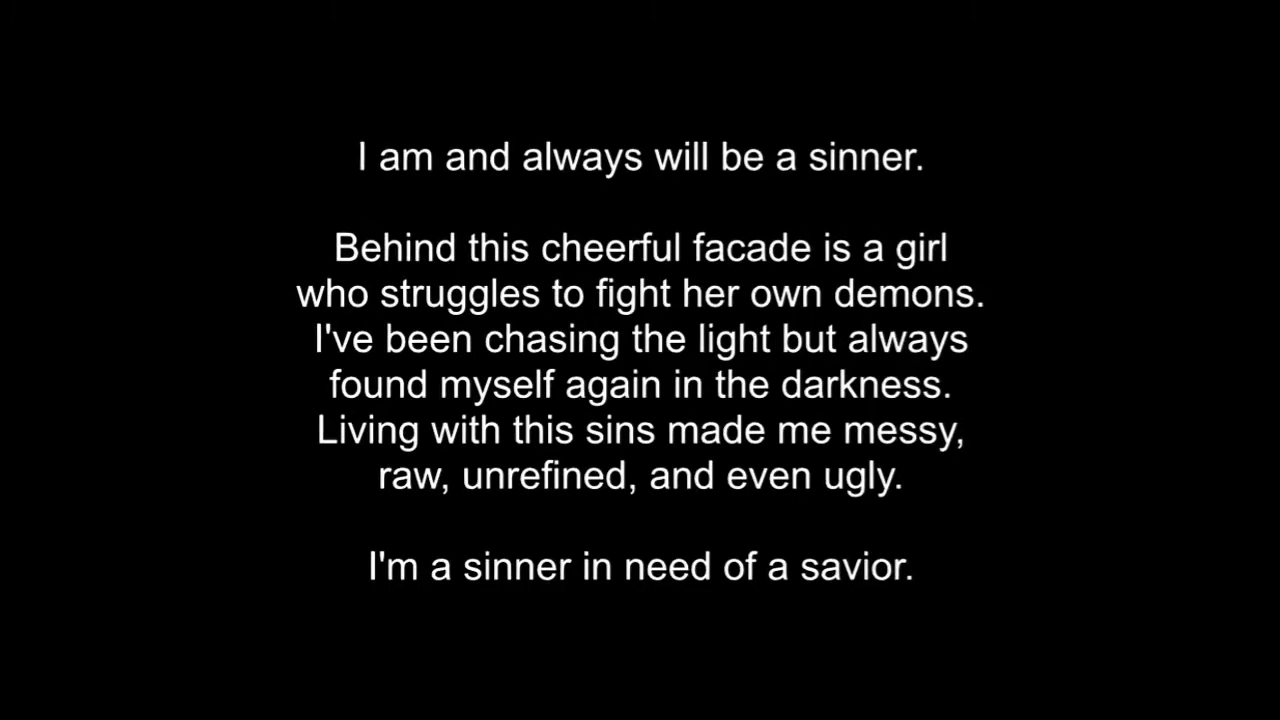 I am and always will be a sinner.
Behind this cheerful facade is a girl
who struggles to fight her own demons.
I've been chasing the light but always
found myself again in the darkness.
Living with this sins made me messy,
raw, unrefined, and even ugly.
I'm a sinner in need of a savior.